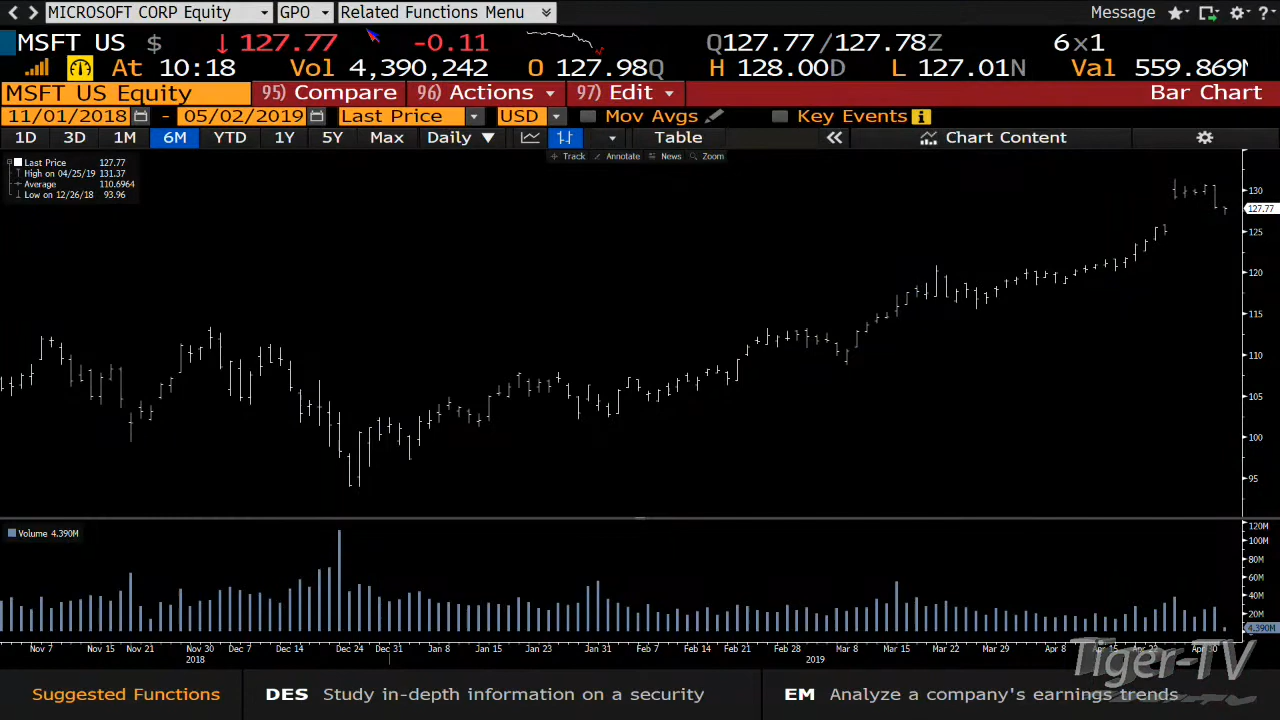 MICROSOFT CORP Equity GPO Related Functions Menu Message ?
MSFT US $ ↓ 127.77 -0.11 Q127.77/127.78Z 6x1
At 10:18 Vol 4,390,242 O 127.98Q H 128.00D L 127.01N Val 559.869M
MSFT US Equity 95) Compare 96) Actions 97) Edit Bar Chart
11/01/2018 - 05/02/2019 Last Price USD Mov Avgs Key Events i
1D 3D 1M 6M YTD 1Y 5Y Max Daily ▼ Table « Chart Content
Track Annotate News Zoom
Last Price 127.77
High on 04/25/19 131.37
Average 110.6964
Low on 12/26/18 93.96
130
127.77
125
120
115
110
105
100
95
Volume 4.390M
120M
100M
80M
60M
40M
20M
4.390M
Nov 7 Nov 15 Nov 21 Nov 30 Dec 7 Dec 14 Dec 24 Dec 31 Jan 8 Jan 15 Jan 23 Jan 31 Feb 7 Feb 14 Feb 21 Feb 28 Mar 8 Mar 15 Mar 22 Mar 29 Apr 8 Apr 15 Apr 22 Apr 30
2018 2019
Tiger-TV
Suggested Functions DES Study in-depth information on a security EM Analyze a company's earnings trends